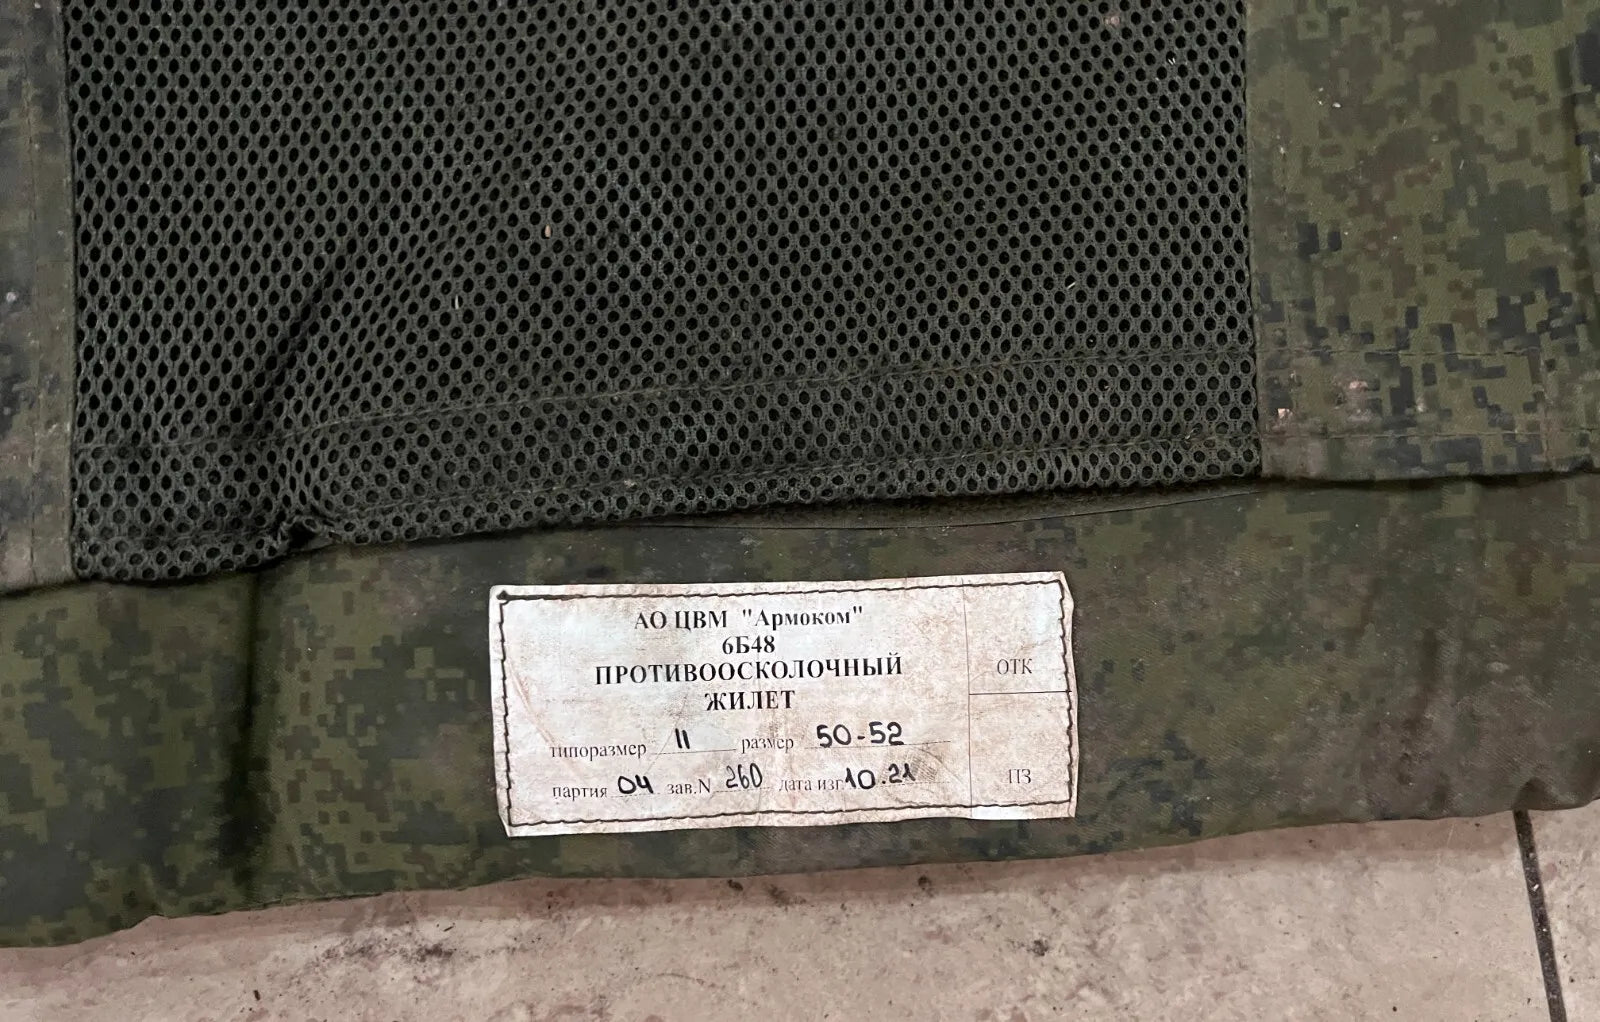 АО ЦВМ "Армоком"
6Б48
ПРОТИВООСКОЛОЧНЫЙ
ЖИЛЕТ
типоразмер II размер 50-52
партия 04 зав.N 260 дата изг 10.21
ОТК
ПЗ